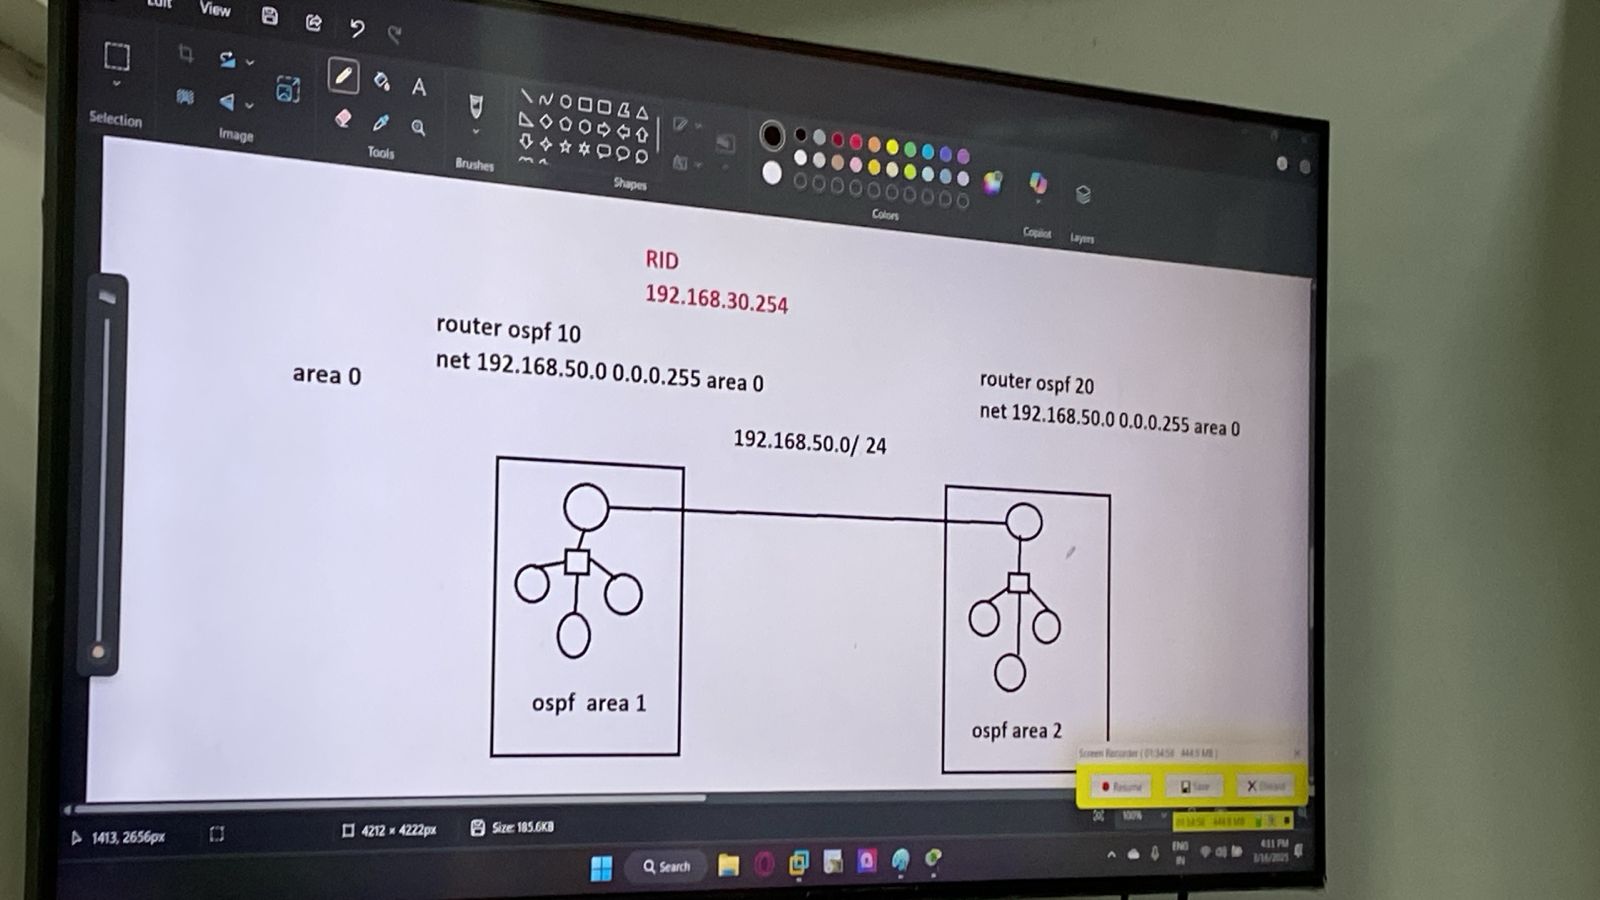 View
Selection
Image
Tools
Brushes
Shapes
Colors
Copilot
Layers
RID
192.168.30.254
router ospf 10
net 192.168.50.0 0.0.0.255 area 0
area 0
router ospf 20
net 192.168.50.0 0.0.0.255 area 0
192.168.50.0/ 24
ospf area 1
ospf area 2
Screen Recorder ( 01:34:58
Resume
Save
Discard
1413, 2656px
4212 × 4222px
Size: 185.6KB
100%
Search
ENG
IN
4:11 PM